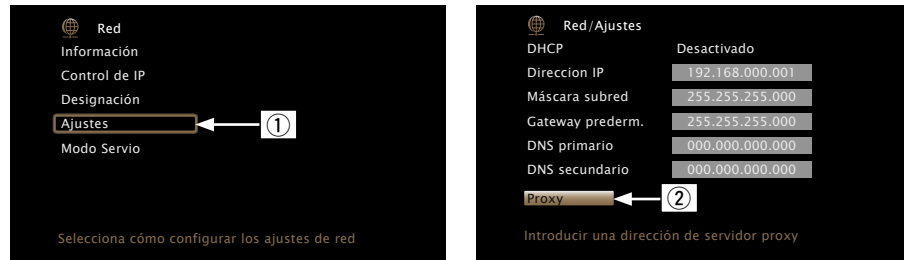 Red
Información
Control de IP
Designación
Ajustes
①
Modo Servio
Selecciona cómo configurar los ajustes de red
Red/Ajustes
DHCP Desactivado
Direccion IP 192.168.000.001
Máscara subred 255.255.255.000
Gateway prederm. 255.255.255.000
DNS primario 000.000.000.000
DNS secundario 000.000.000.000
Proxy
②
Introducir una dirección de servidor proxy